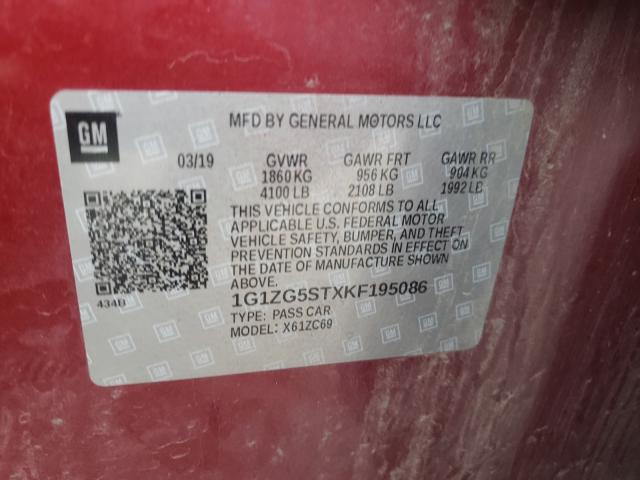 GM
MFD BY GENERAL MOTORS LLC
03/19 GVWR GAWR FRT GAWR RR
1860 KG 956 KG 904 KG
4100 LB 2108 LB 1992 LB
THIS VEHICLE CONFORMS TO ALL
APPLICABLE U.S. FEDERAL MOTOR
VEHICLE SAFETY, BUMPER, AND THEFT
PREVENTION STANDARDS IN EFFECT ON
THE DATE OF MANUFACTURE SHOWN
ABOVE.
434B
1G1ZG5STXKF195086
TYPE: PASS CAR
MODEL: X61ZC69